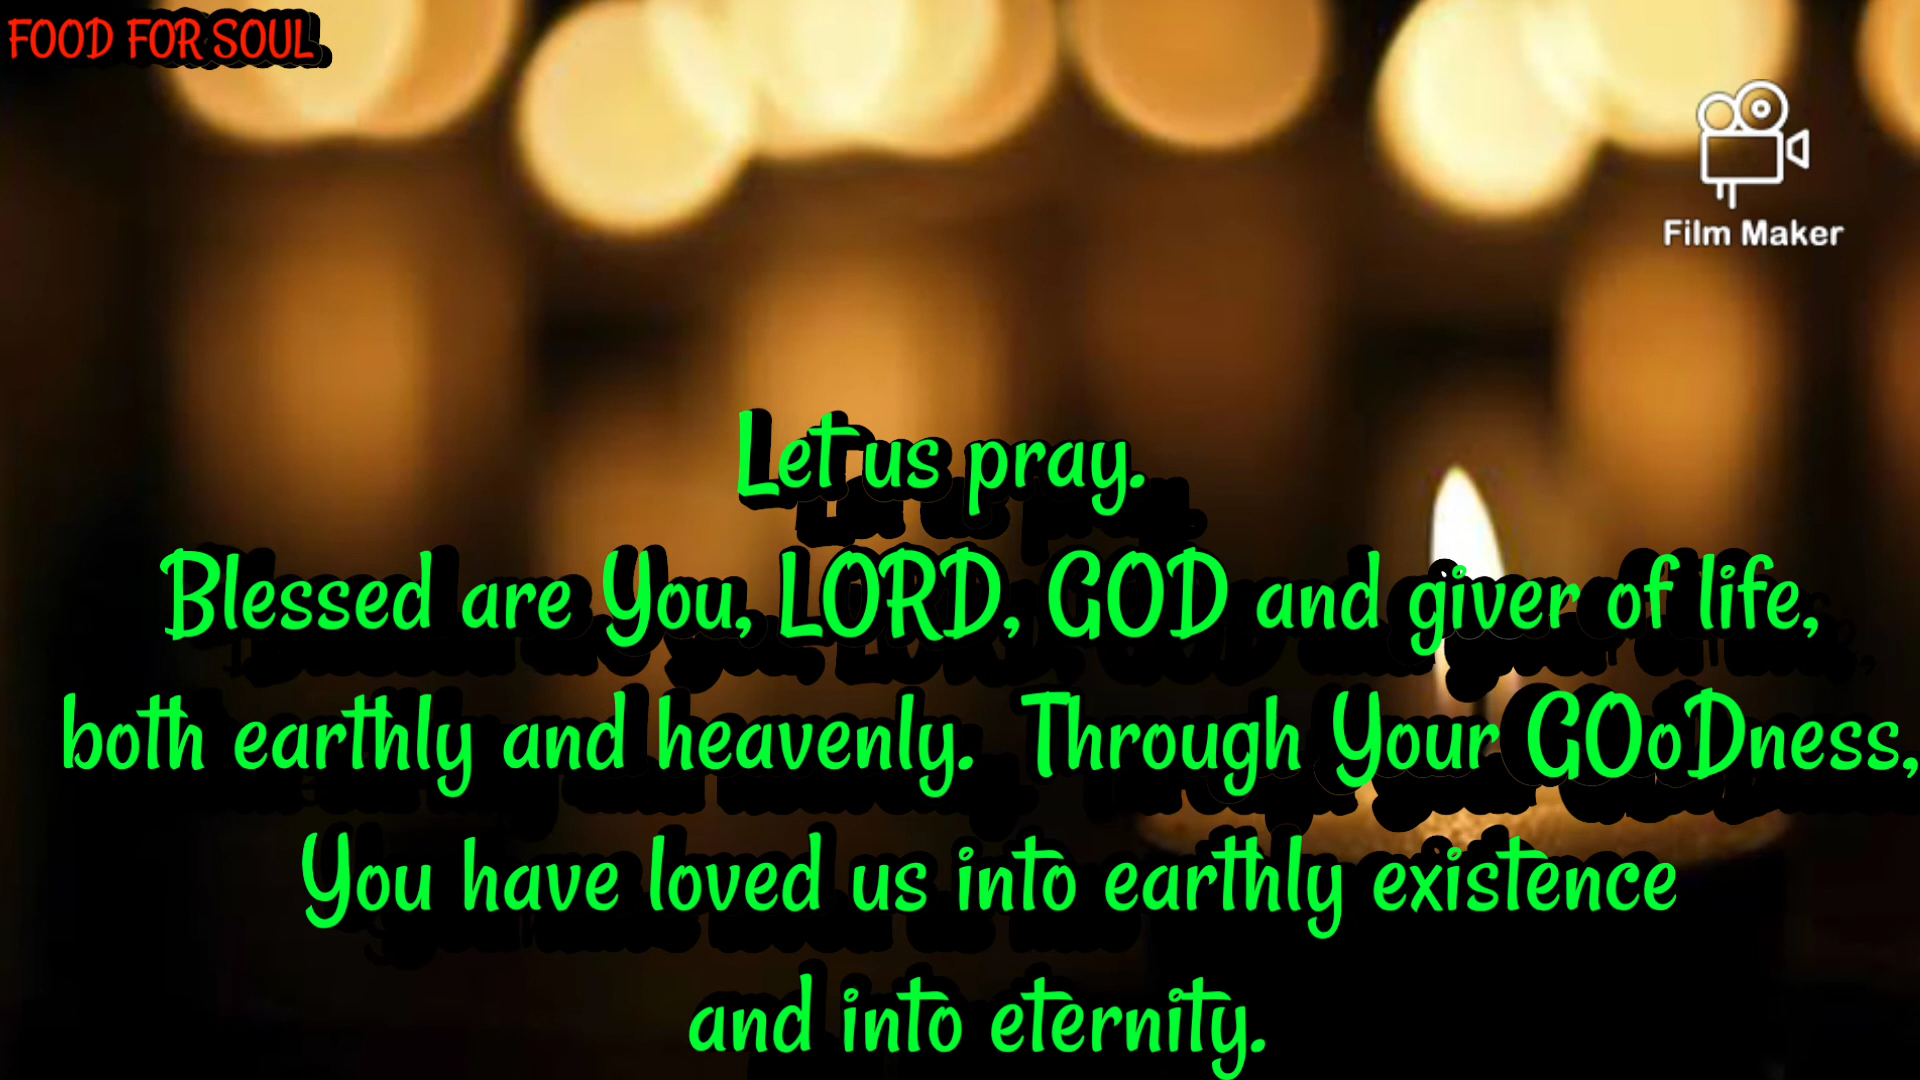 FOOD FOR SOUL
Film Maker
Let us pray.
Blessed are You, LORD, GOD and giver of life,
both earthly and heavenly. Through Your GOoDness,
You have loved us into earthly existence
and into eternity.